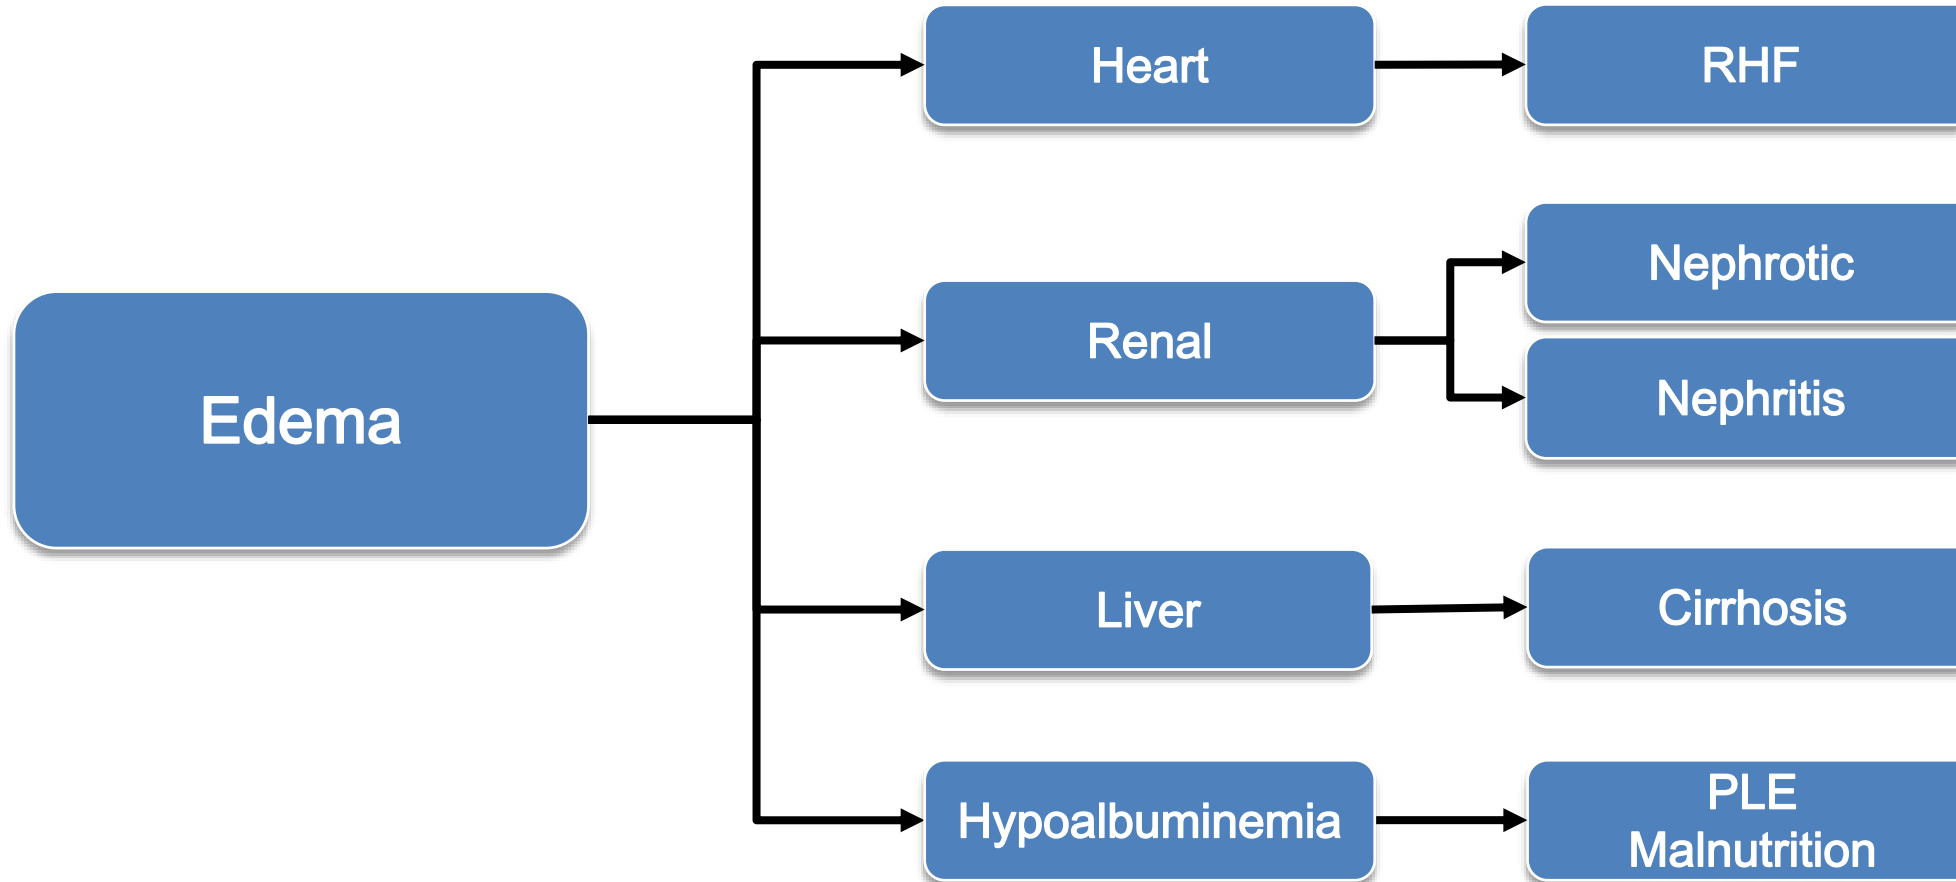 Edema
Heart
RHF
Renal
Nephrotic
Nephritis
Liver
Cirrhosis
Hypoalbuminemia
PLE
Malnutrition